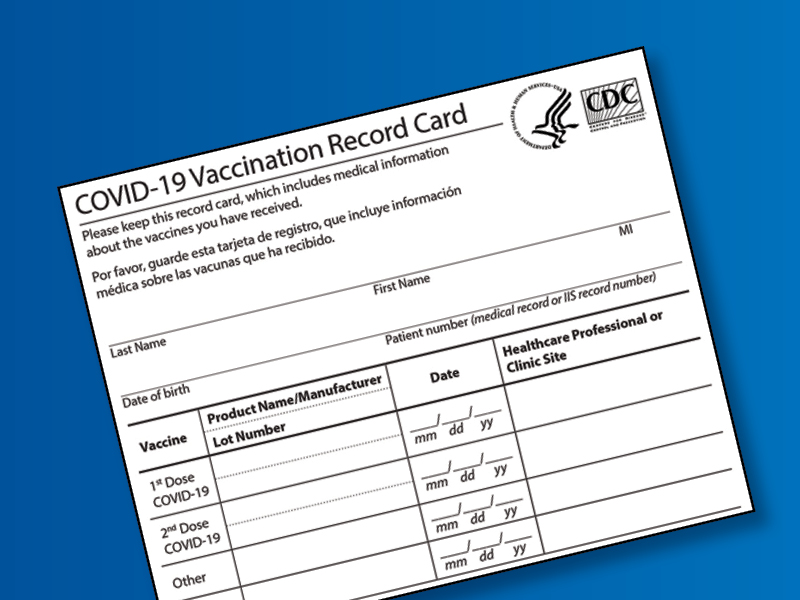 COVID-19 Vaccination Record Card
DEPARTMENT OF HEALTH & HUMAN SERVICES • USA
CDC
CENTERS FOR DISEASE
CONTROL AND PREVENTION
Please keep this record card, which includes medical information
about the vaccines you have received.
Por favor, guarde esta tarjeta de registro, que incluye información
médica sobre las vacunas que ha recibido.
Last Name
First Name
MI
Date of birth
Patient number (medical record or IIS record number)
Vaccine
Product Name/Manufacturer
Lot Number
Date
Healthcare Professional or
Clinic Site
1st Dose
COVID-19
mm dd yy
2nd Dose
COVID-19
mm dd yy
Other
mm dd yy
mm dd yy